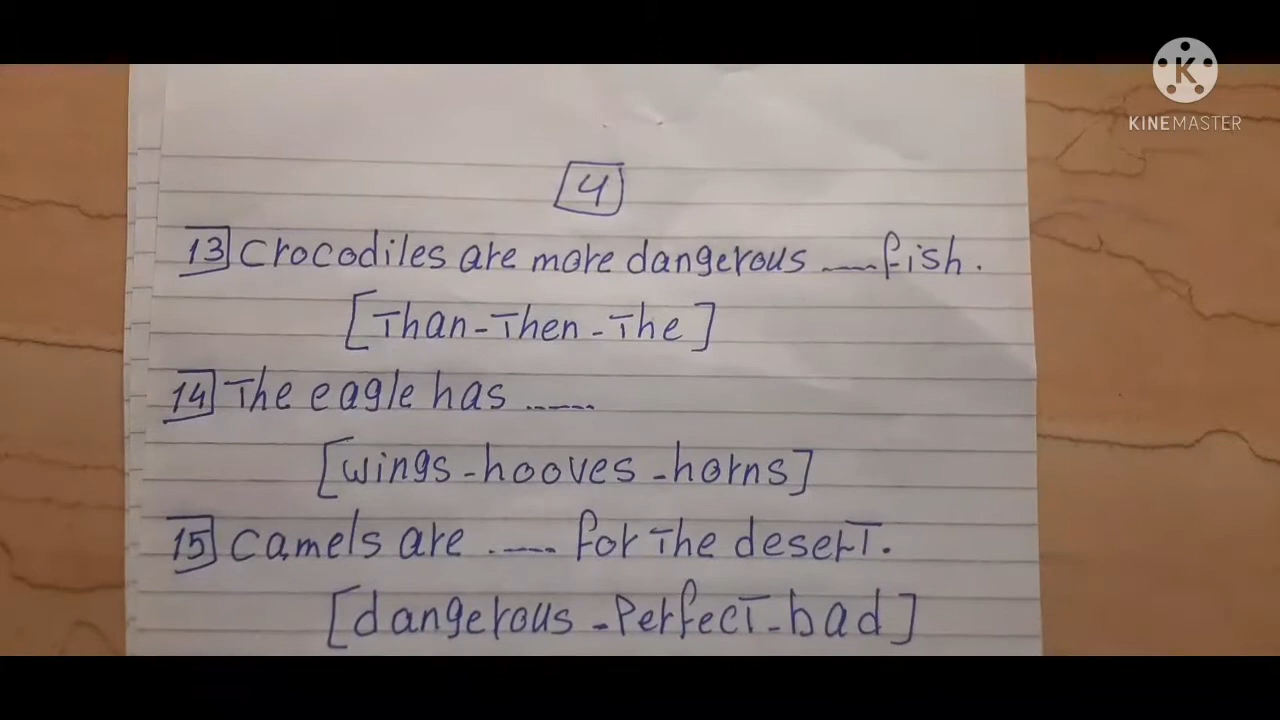 K
KINEMASTER
4
13 Crocodiles are more dangerous ....... fish.
[Than - Then - The]
14 The eagle has .......
[wings - hooves - horns]
15 Camels are ....... for The deserT.
[dangerous - PerfecT - bad]